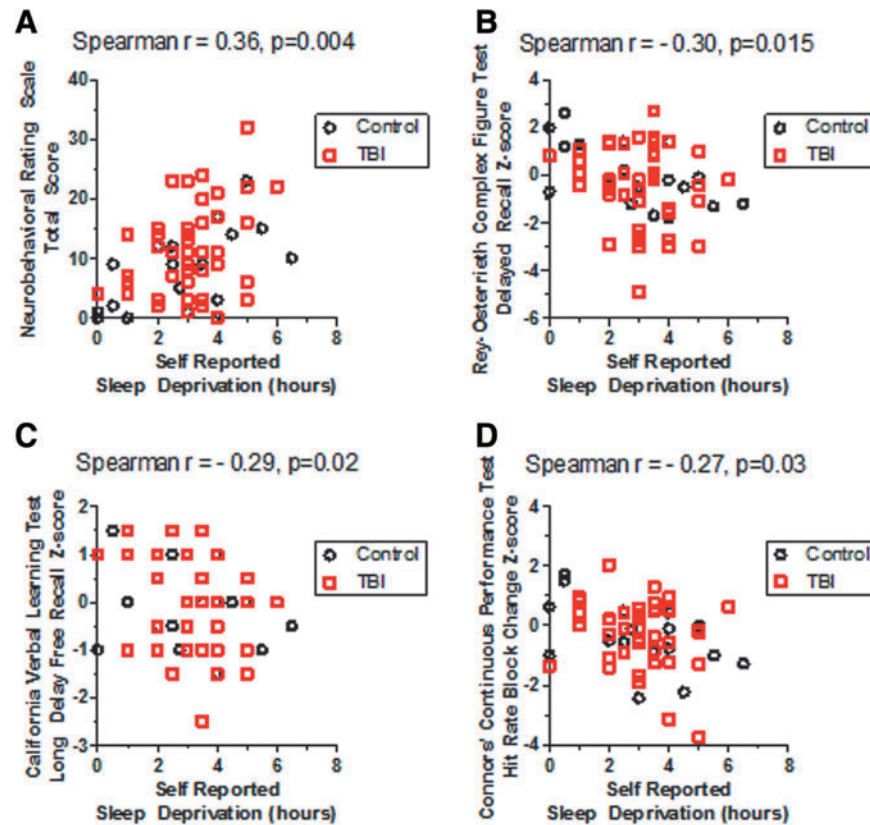 A
Spearman r = 0.36, p=0.004
Neurobehavioral Rating Scale
Total Score
40
30
20
10
0
0 2 4 6 8
Self Reported
Sleep Deprivation (hours)
Control
TBI
B
Spearman r = - 0.30, p=0.015
Rey- Osterrieth Complex Figure Test
Delayed Recall Z-score
4
2
0
-2
-4
-6
0 2 4 6 8
Self Reported
Sleep Deprivation (hours)
Control
TBI
C
Spearman r = - 0.29, p=0.02
California Verbal Learning Test
Long Delay Free Recall Z-score
2
1
0
-1
-2
-3
0 2 4 6 8
Self Reported
Sleep Deprivation (hours)
Control
TBI
D
Spearman r = - 0.27, p=0.03
Connors' Continuous Performance Test
Hit Rate Block Change Z-score
4
2
0
-2
-4
0 2 4 6 8
Self Reported
Sleep Deprivation (hours)
Control
TBI